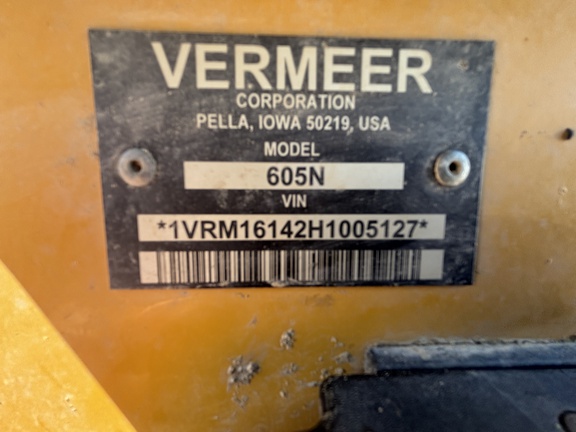 VERMEER
CORPORATION
PELLA, IOWA 50219, USA
MODEL
605N
VIN
*1VRM16142H1005127*